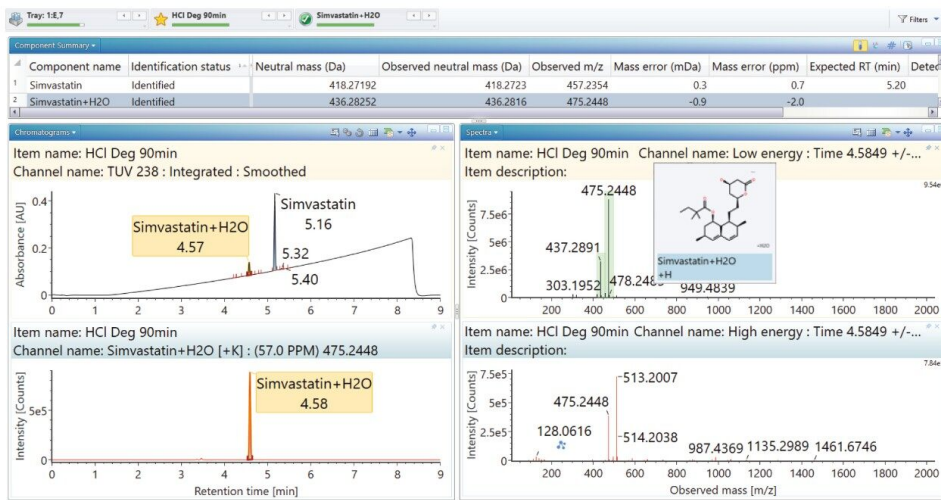 Tray: 1:E,7
HCl Deg 90min
Simvastatin+H2O
Filters
Component Summary
Component name Identification status Neutral mass (Da) Observed neutral mass (Da) Observed m/z Mass error (mDa) Mass error (ppm) Expected RT (min) Detec
1 Simvastatin Identified 418.27192 418.2723 457.2354 0.3 0.7 5.20
2 Simvastatin+H2O Identified 436.28252 436.2816 475.2448 -0.9 -2.0
Chromatograms
Item name: HCl Deg 90min
Channel name: TUV 238 : Integrated : Smoothed
Absorbance [AU]
0.4
0.2
0
Simvastatin+H2O
4.57
Simvastatin
5.16
5.32
5.40
0 1 2 3 4 5 6 7 8 9
Item name: HCl Deg 90min
Channel name: Simvastatin+H2O [+K] : (57.0 PPM) 475.2448
Intensity [Counts]
5e5
0
Simvastatin+H2O
4.58
0 1 2 3 4 5 6 7 8 9
Retention time [min]
Spectra
Item name: HCl Deg 90min Channel name: Low energy : Time 4.5849 +/-...
Item description:
9.54e
Intensity [Counts]
7.5e6
5e6
2.5e6
0
475.2448
437.2891
303.1952
478.248
949.4839
+H2O
Simvastatin+H2O
+H
200 400 600 800 1000 1200 1400 1600 1800 2000
Item name: HCl Deg 90min Channel name: High energy : Time 4.5849 +/-...
Item description:
7.84e
Intensity [Counts]
7.5e5
5e5
2.5e5
0
513.2007
475.2448
128.0616
514.2038
987.4369
1135.2989
1461.6746
200 400 600 800 1000 1200 1400 1600 1800 2000
Observed mass [m/z]